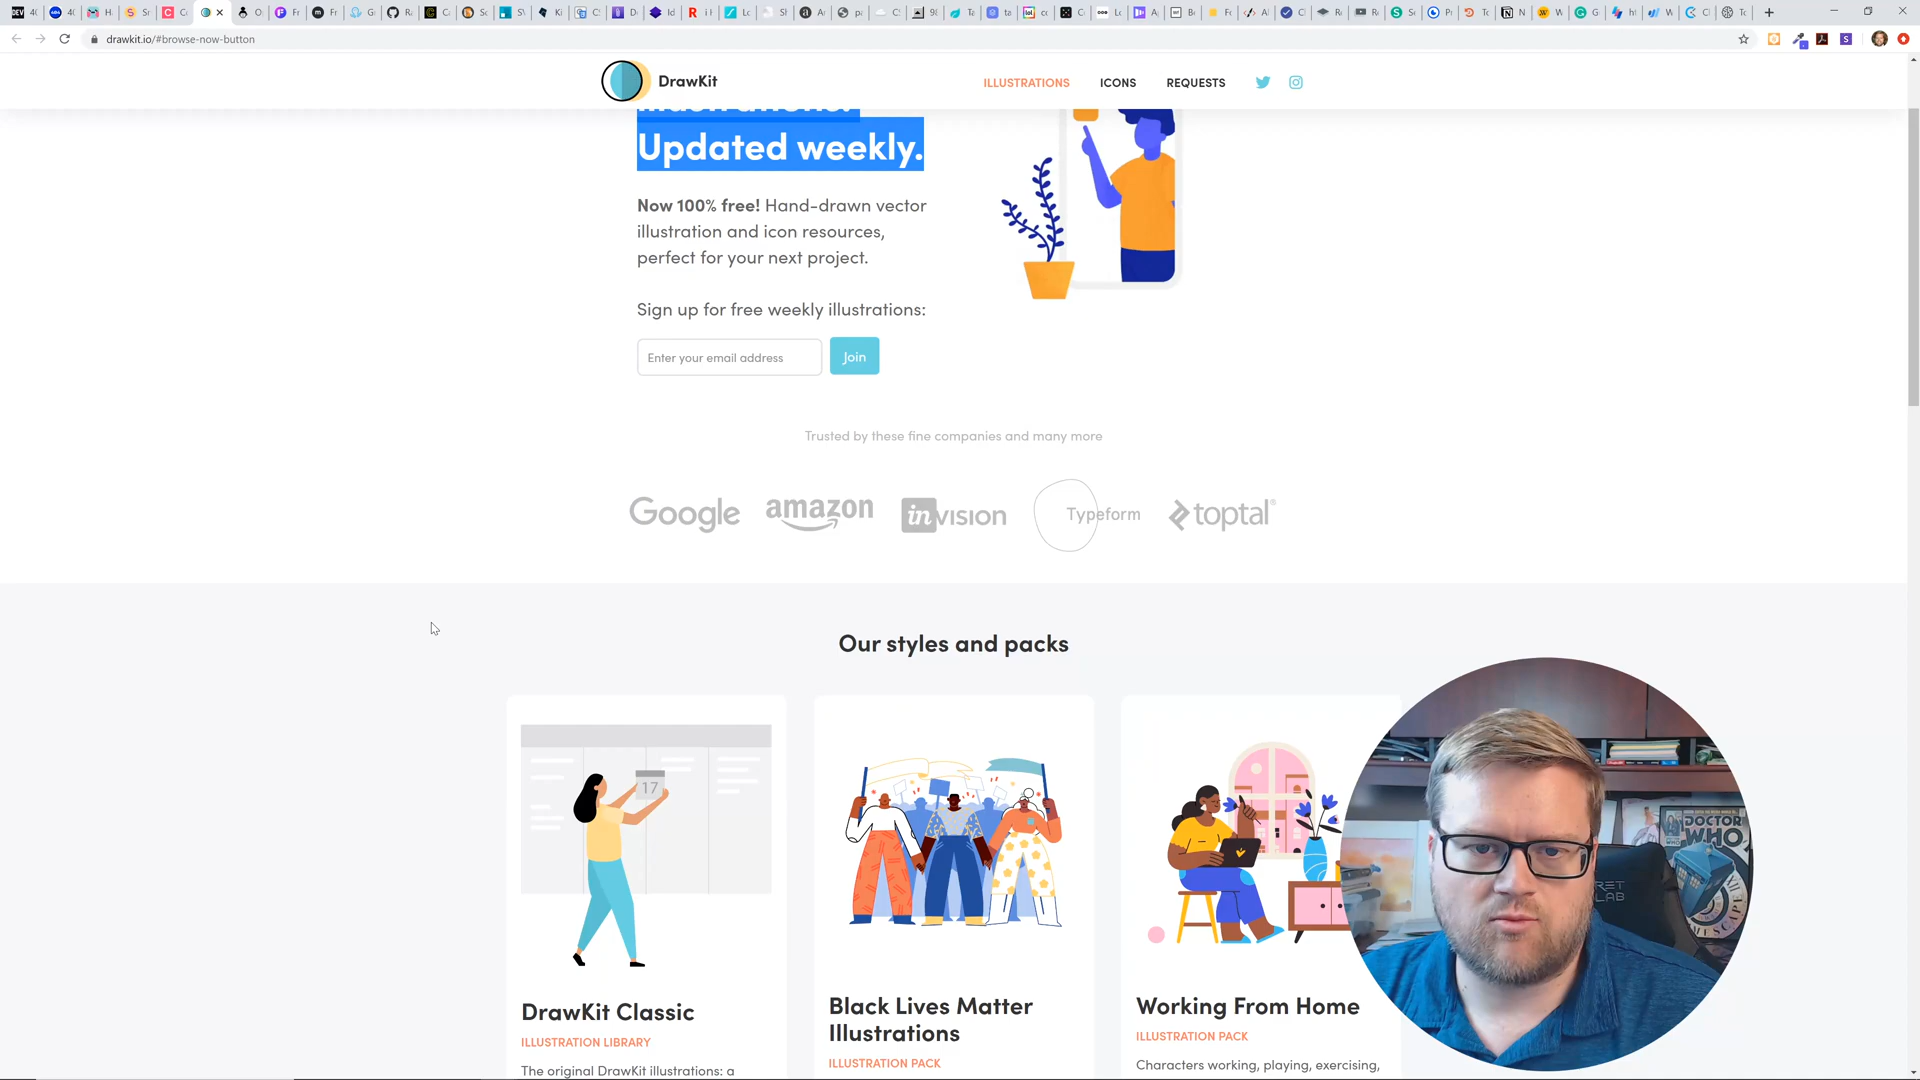 drawkit.io/#browse-now-button
DrawKit
ILLUSTRATIONS
ICONS
REQUESTS
Updated weekly.
Now 100% free! Hand-drawn vector
illustration and icon resources,
perfect for your next project.
Sign up for free weekly illustrations:
Enter your email address
Join
Trusted by these fine companies and many more
Google
amazon
invision
Typeform
toptal
Our styles and packs
17
DrawKit Classic
ILLUSTRATION LIBRARY
The original DrawKit illustrations: a
Black Lives Matter
Illustrations
ILLUSTRATION PACK
Working From Home
ILLUSTRATION PACK
Characters working, playing, exercising,
DOCTOR
WHO